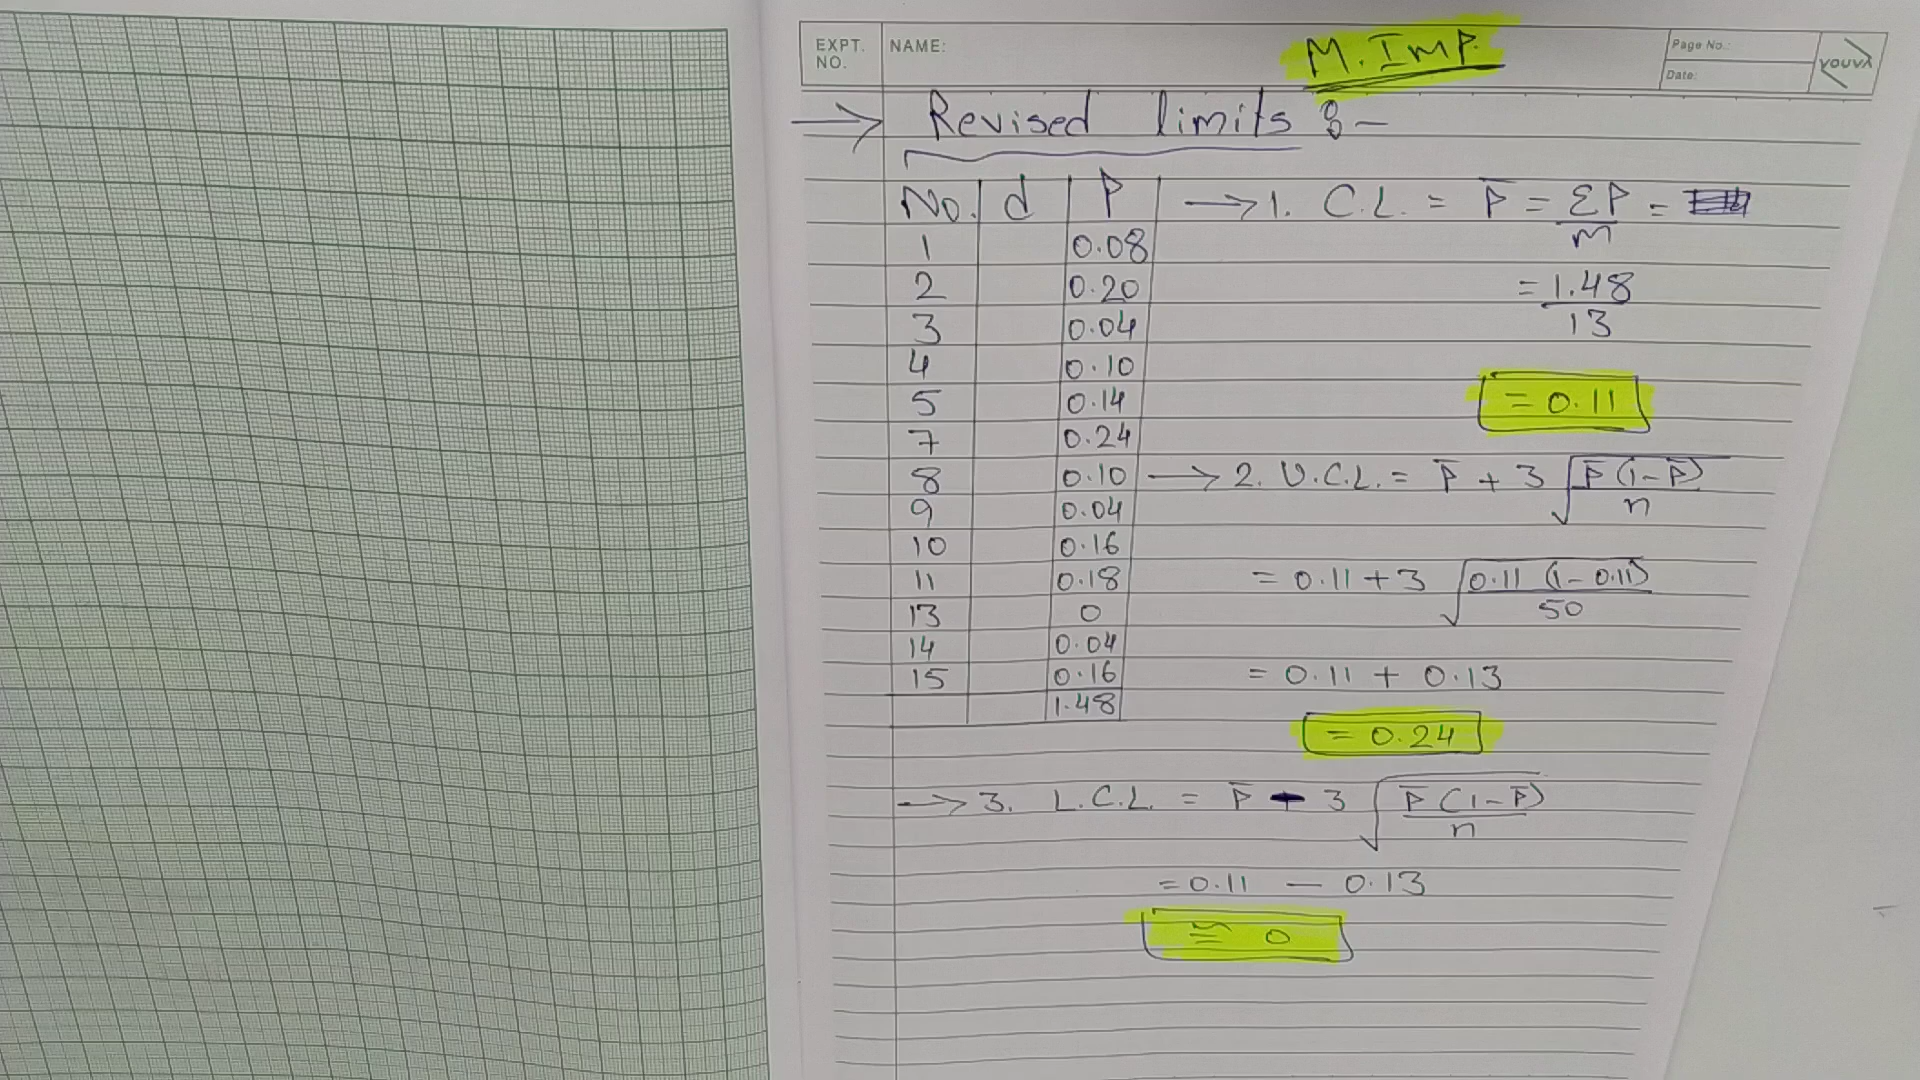 EXPT. NO.
NAME:
M. IMP.
Page No.:
Date:
youva
→ Revised limits :-
No. d P
1 0.08
2 0.20
3 0.04
4 0.10
5 0.14
7 0.24
8 0.10
9 0.04
10 0.16
11 0.18
13 0
14 0.04
15 0.16
1.48
→ 1. C.L. = P̅ = ΣP/m =
= 1.48/13
= 0.11
→ 2. U.C.L. = P̅ + 3 √(P̅(1-P̅)/n)
= 0.11 + 3 √(0.11 (1-0.11)/50)
= 0.11 + 0.13
= 0.24
→ 3. L.C.L. = P̅ - 3 √(P̅(1-P̅)/n)
= 0.11 - 0.13
≅ 0